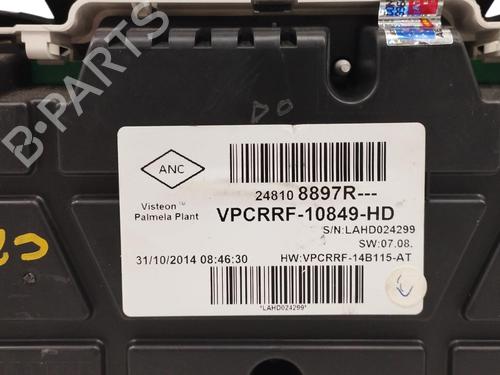 ANC
Visteon
Palmela Plant
24810 8897R---
VPCRRF-10849-HD
S/N:LAHD024299
SW:07.08.
31/10/2014 08:46:30
HW:VPCRRF-14B115-AT
*LAHD024299*
B-PARTS